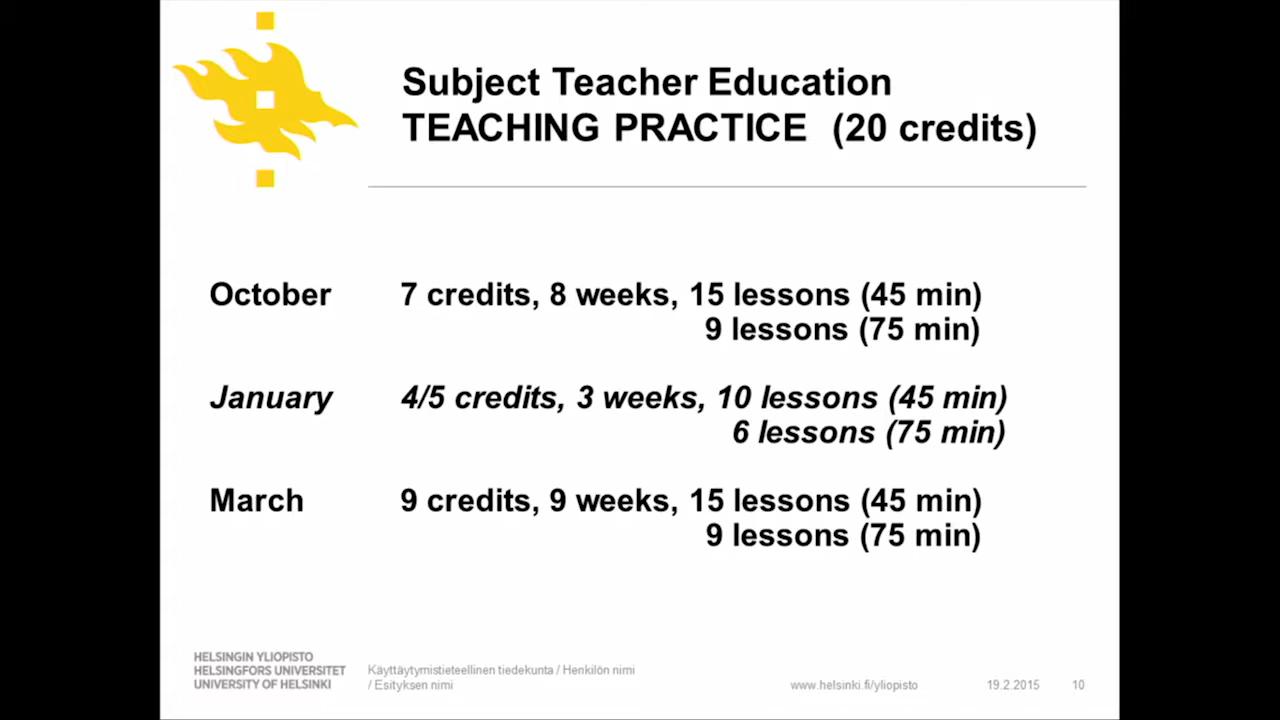 Subject Teacher Education
TEACHING PRACTICE (20 credits)
October 7 credits, 8 weeks, 15 lessons (45 min)
9 lessons (75 min)
January 4/5 credits, 3 weeks, 10 lessons (45 min)
6 lessons (75 min)
March 9 credits, 9 weeks, 15 lessons (45 min)
9 lessons (75 min)
HELSINGIN YLIOPISTO
HELSINGFORS UNIVERSITET
UNIVERSITY OF HELSINKI
Käyttäytymistieteellinen tiedekunta / Henkilön nimi
/ Esityksen nimi
www.helsinki.fi/yliopisto 19.2.2015 10